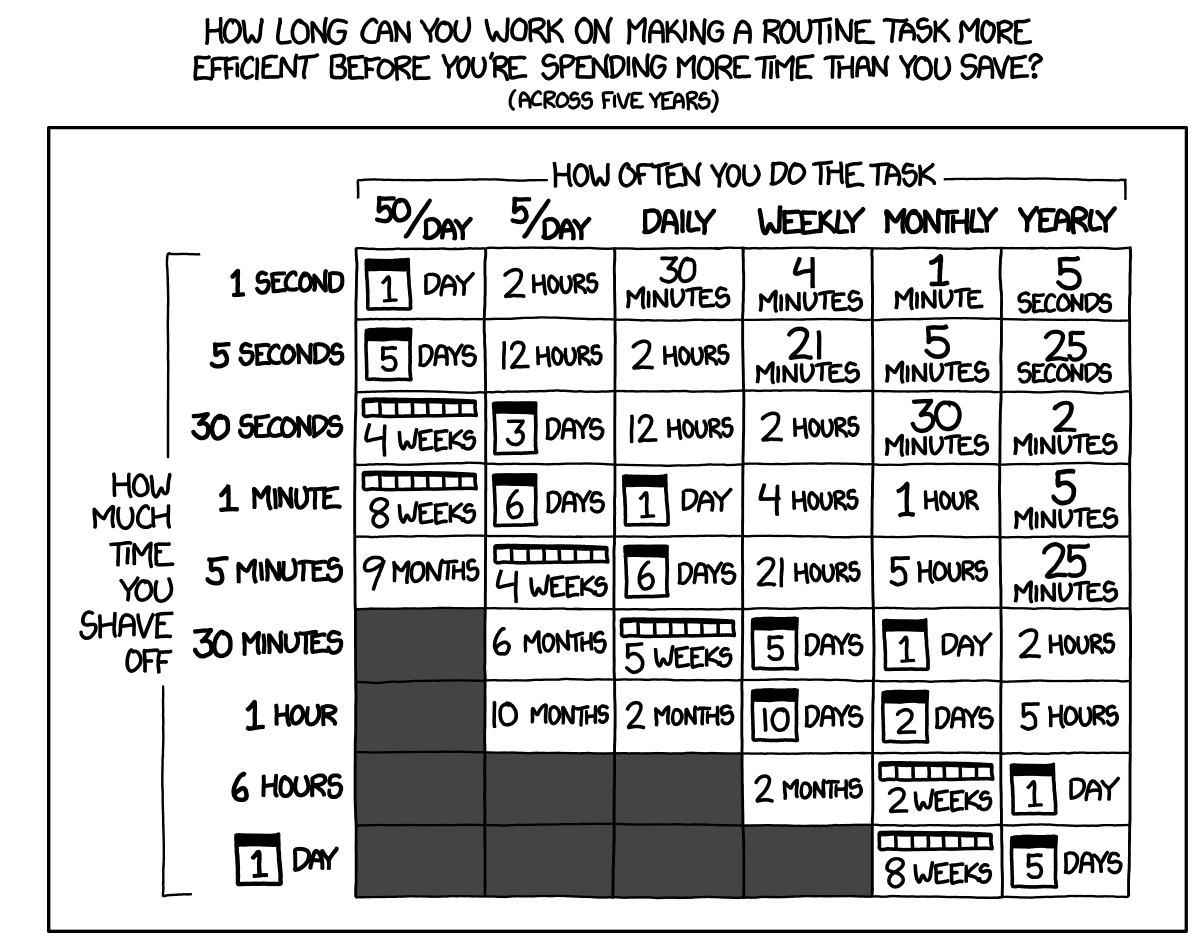 HOW LONG CAN YOU WORK ON MAKING A ROUTINE TASK MORE
EFFICIENT BEFORE YOU'RE SPENDING MORE TIME THAN YOU SAVE?
(ACROSS FIVE YEARS)
HOW OFTEN YOU DO THE TASK
50/DAY 5/DAY DAILY WEEKLY MONTHLY YEARLY
HOW
MUCH
TIME
YOU
SHAVE
OFF
1 SECOND 1 DAY 2 HOURS 30 MINUTES 4 MINUTES 1 MINUTE 5 SECONDS
5 SECONDS 5 DAYS 12 HOURS 2 HOURS 21 MINUTES 5 MINUTES 25 SECONDS
30 SECONDS 4 WEEKS 3 DAYS 12 HOURS 2 HOURS 30 MINUTES 2 MINUTES
1 MINUTE 8 WEEKS 6 DAYS 1 DAY 4 HOURS 1 HOUR 5 MINUTES
5 MINUTES 9 MONTHS 4 WEEKS 6 DAYS 21 HOURS 5 HOURS 25 MINUTES
30 MINUTES 6 MONTHS 5 WEEKS 5 DAYS 1 DAY 2 HOURS
1 HOUR 10 MONTHS 2 MONTHS 10 DAYS 2 DAYS 5 HOURS
6 HOURS 2 MONTHS 2 WEEKS 1 DAY
1 DAY 8 WEEKS 5 DAYS